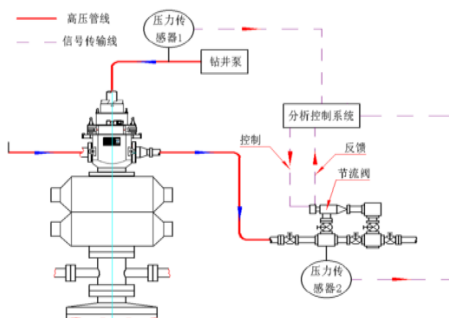 高压管线
信号传输线
压力传
感器1
钻井泵
分析控制系统
控制
反馈
节流阀
压力传
感器2